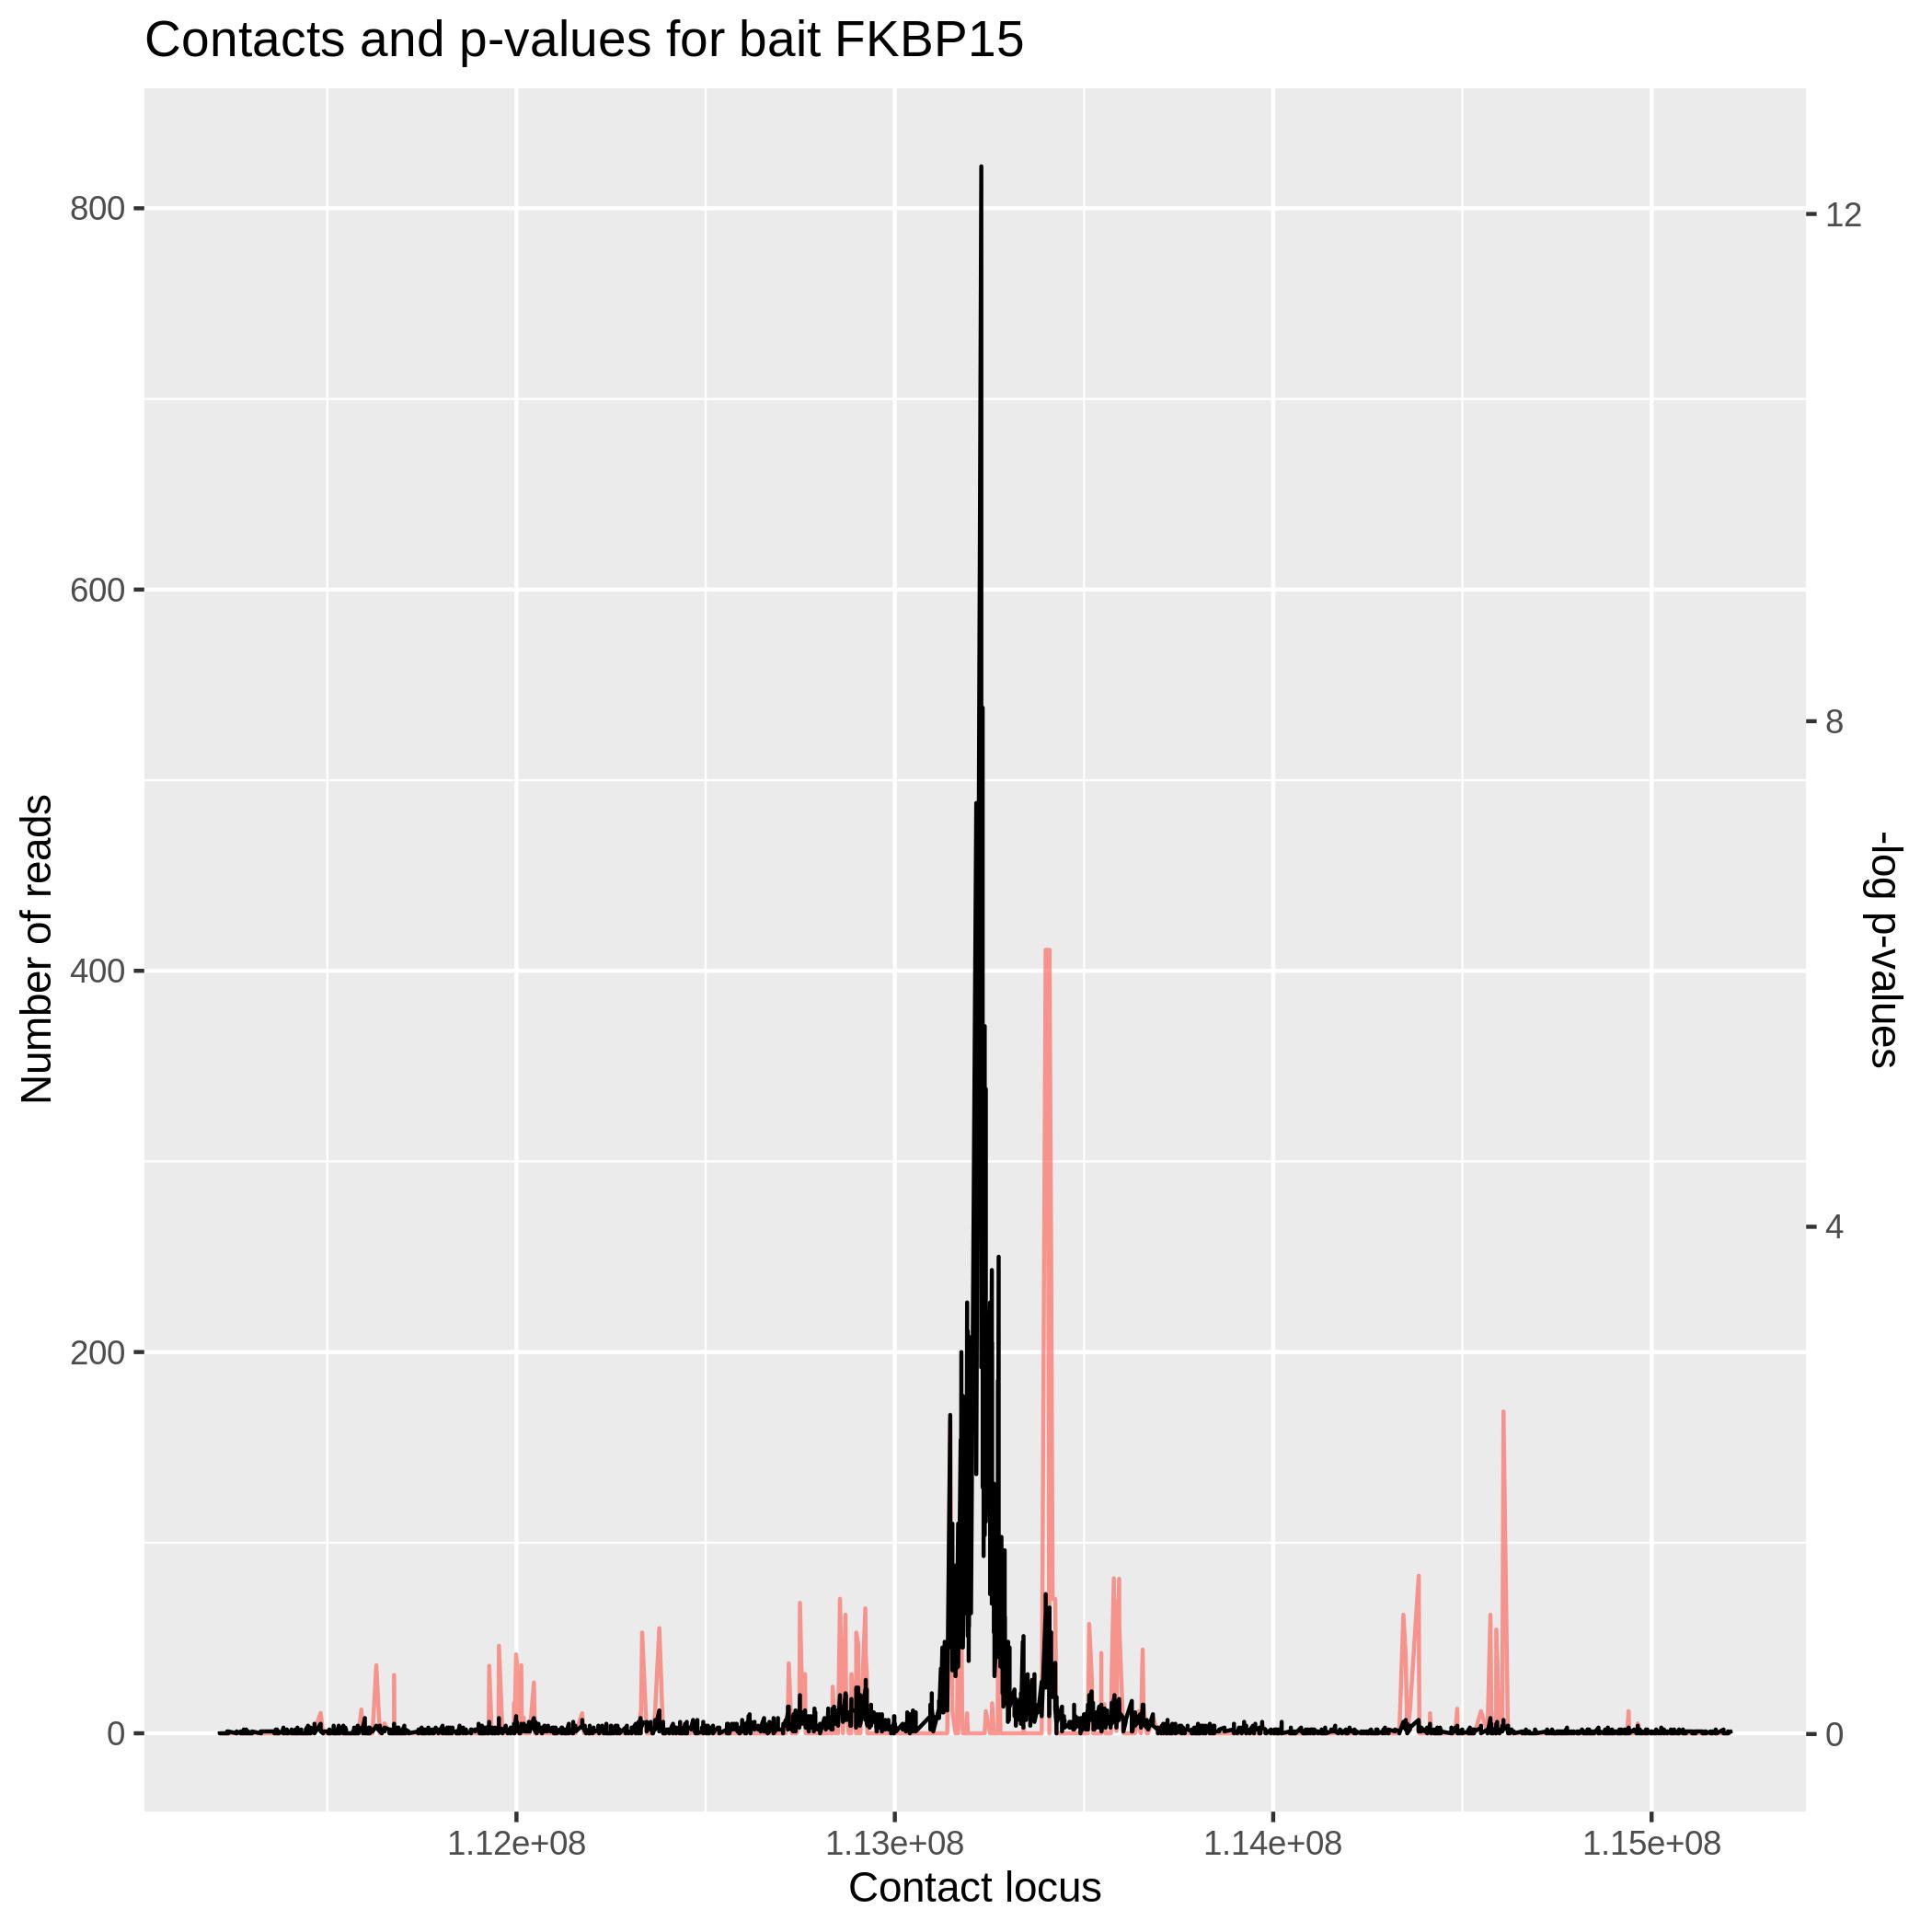 Contacts and p-values for bait FKBP15
800
600
400
200
0
Number of reads
12
8
4
0
-log p-values
1.12e+08 1.13e+08 1.14e+08 1.15e+08
Contact locus